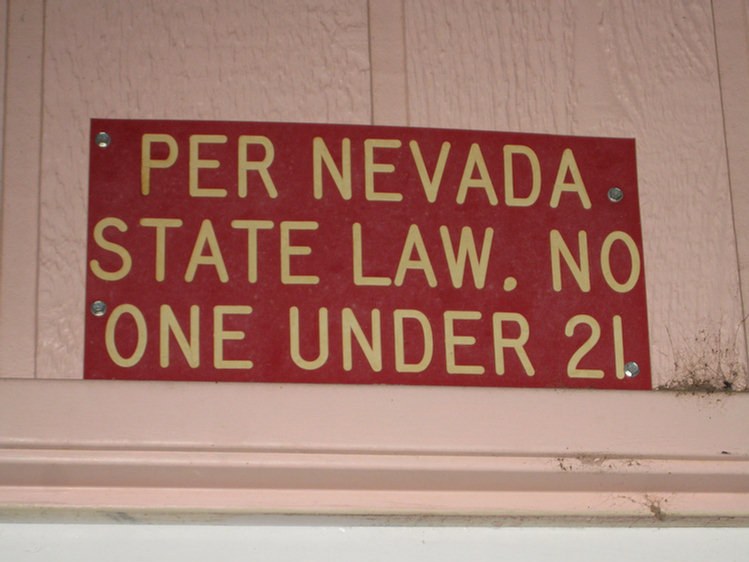 PER NEVADA
STATE LAW. NO
ONE UNDER 21